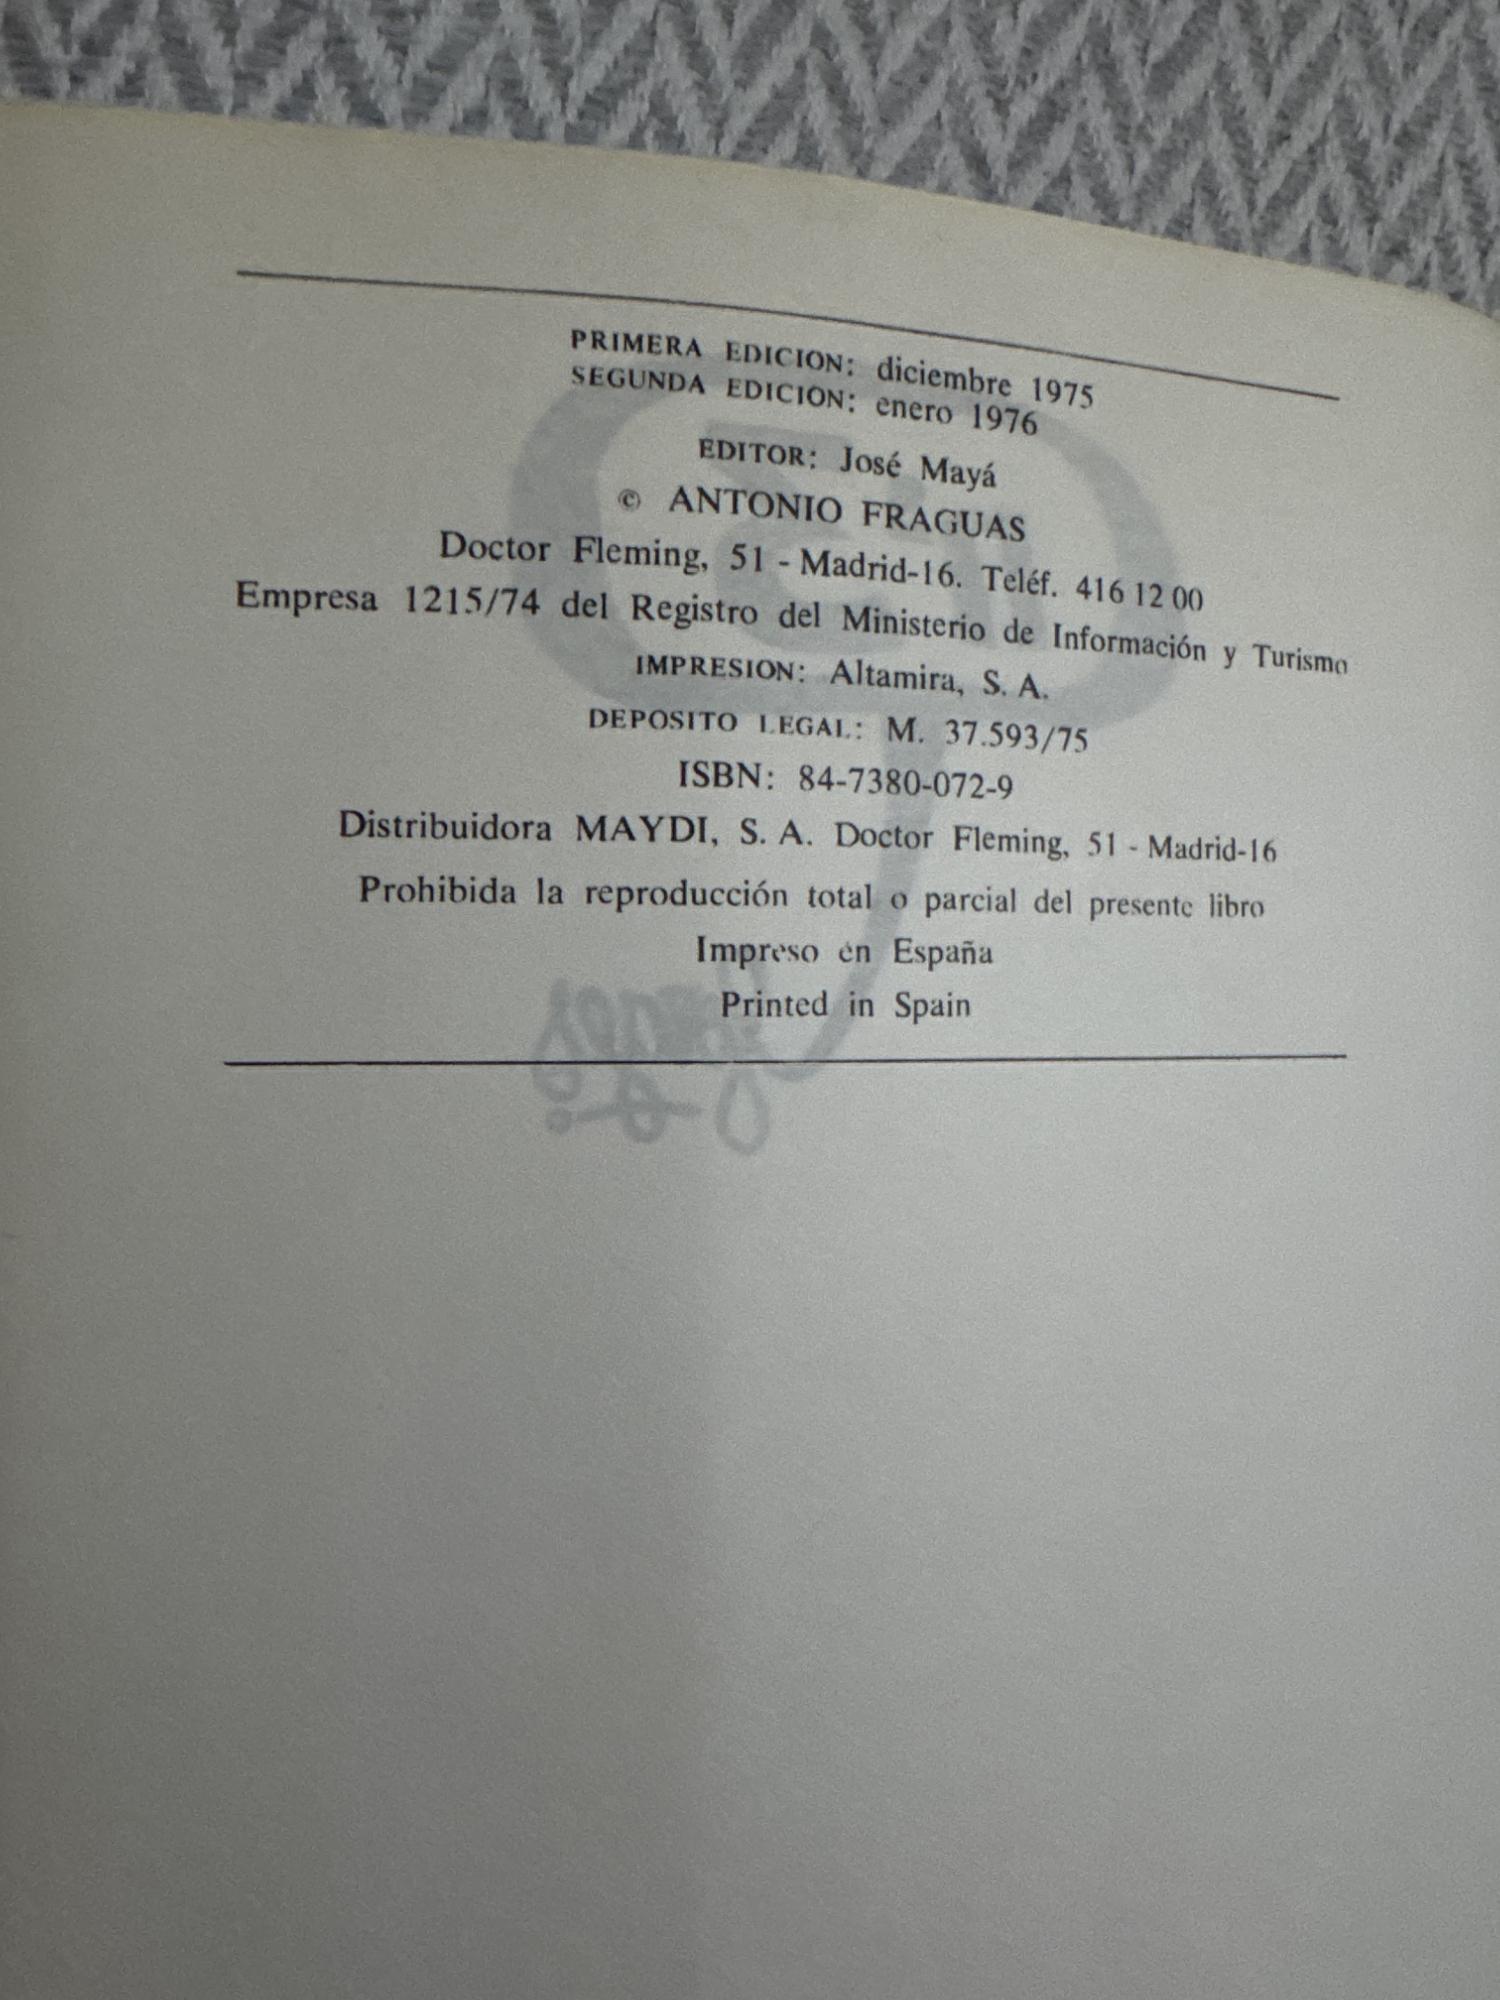 PRIMERA EDICION: diciembre 1975
SEGUNDA EDICION: enero 1976
EDITOR: José Mayá
© ANTONIO FRAGUAS
Doctor Fleming, 51 - Madrid-16. Teléf. 416 12 00
Empresa 1215/74 del Registro del Ministerio de Información y Turismo
IMPRESION: Altamira, S. A.
DEPOSITO LEGAL: M. 37.593/75
ISBN: 84-7380-072-9
Distribuidora MAYDI, S. A. Doctor Fleming, 51 - Madrid-16
Prohibida la reproducción total o parcial del presente libro
Impreso en España
Printed in Spain